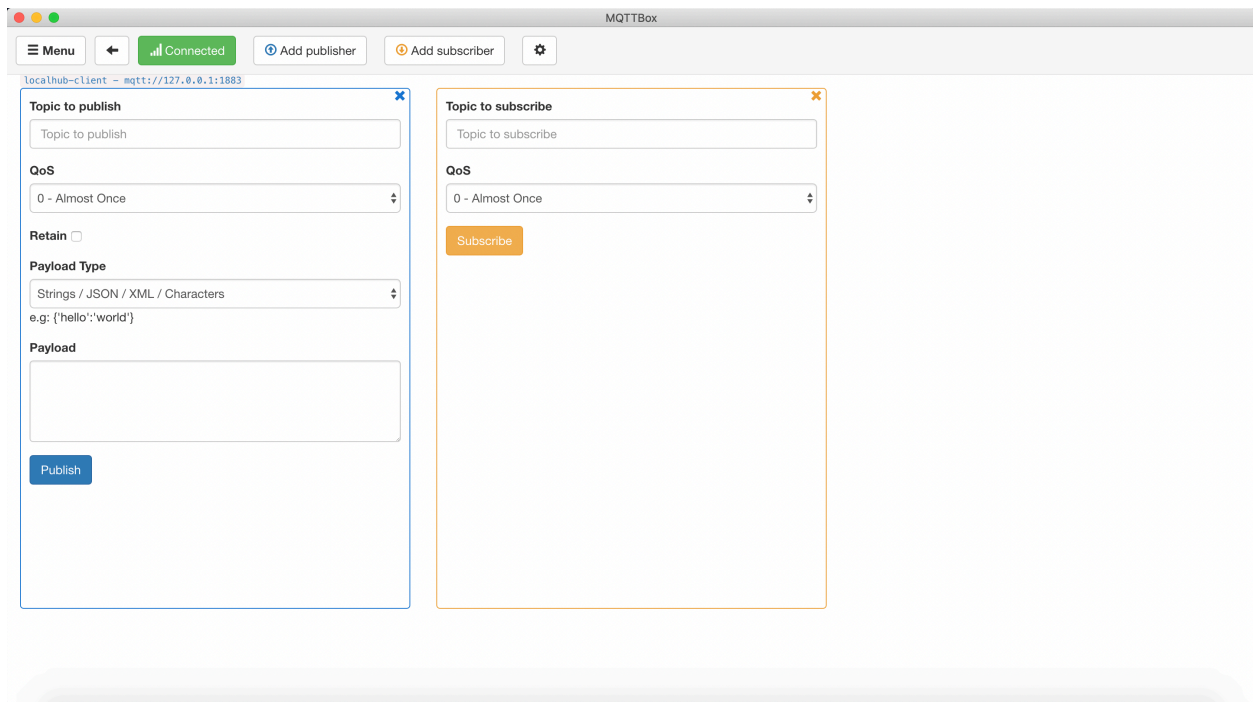 MQTTBox
Menu
Connected
Add publisher
Add subscriber
localhub-client - mqtt://127.0.0.1:1883
Topic to publish
Topic to publish
QoS
0 - Almost Once
Retain
Payload Type
Strings / JSON / XML / Characters
e.g: {'hello':'world'}
Payload
Publish
Topic to subscribe
Topic to subscribe
QoS
0 - Almost Once
Subscribe